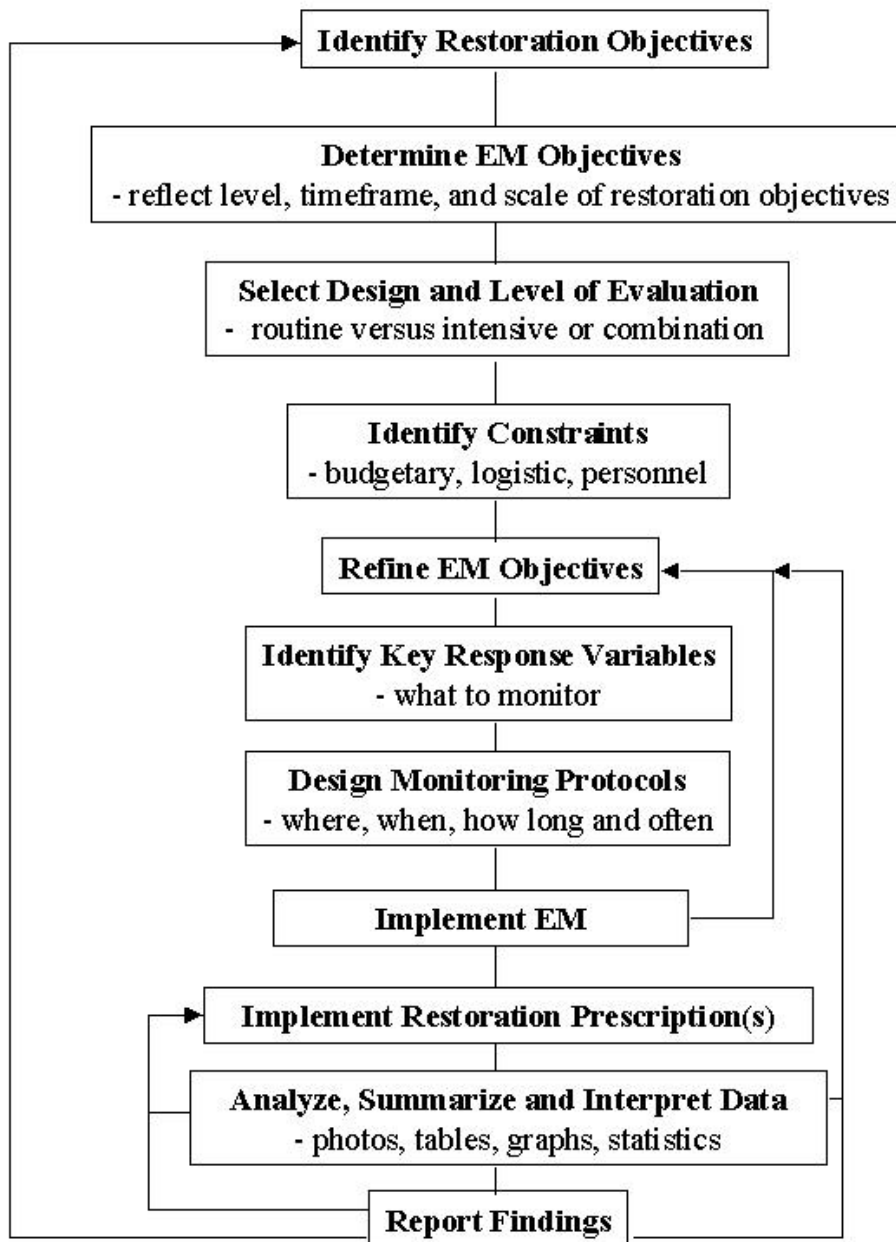 Identify Restoration Objectives
Determine EM Objectives
- reflect level, timeframe, and scale of restoration objectives
Select Design and Level of Evaluation
- routine versus intensive or combination
Identify Constraints
- budgetary, logistic, personnel
Refine EM Objectives
Identify Key Response Variables
- what to monitor
Design Monitoring Protocols
- where, when, how long and often
Implement EM
Implement Restoration Prescription(s)
Analyze, Summarize and Interpret Data
- photos, tables, graphs, statistics
Report Findings